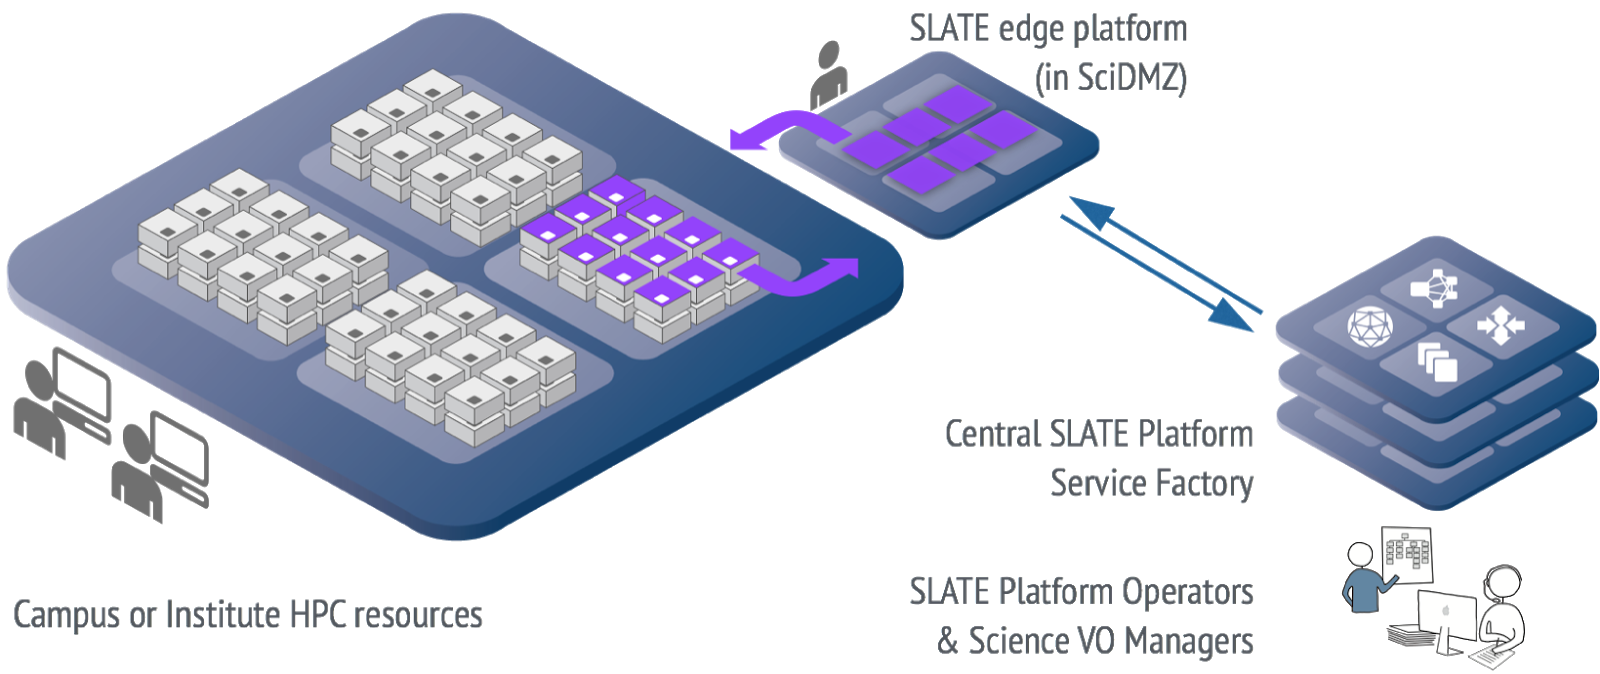 SLATE edge platform
(in SciDMZ)
Central SLATE Platform
Service Factory
SLATE Platform Operators
& Science VO Managers
Campus or Institute HPC resources